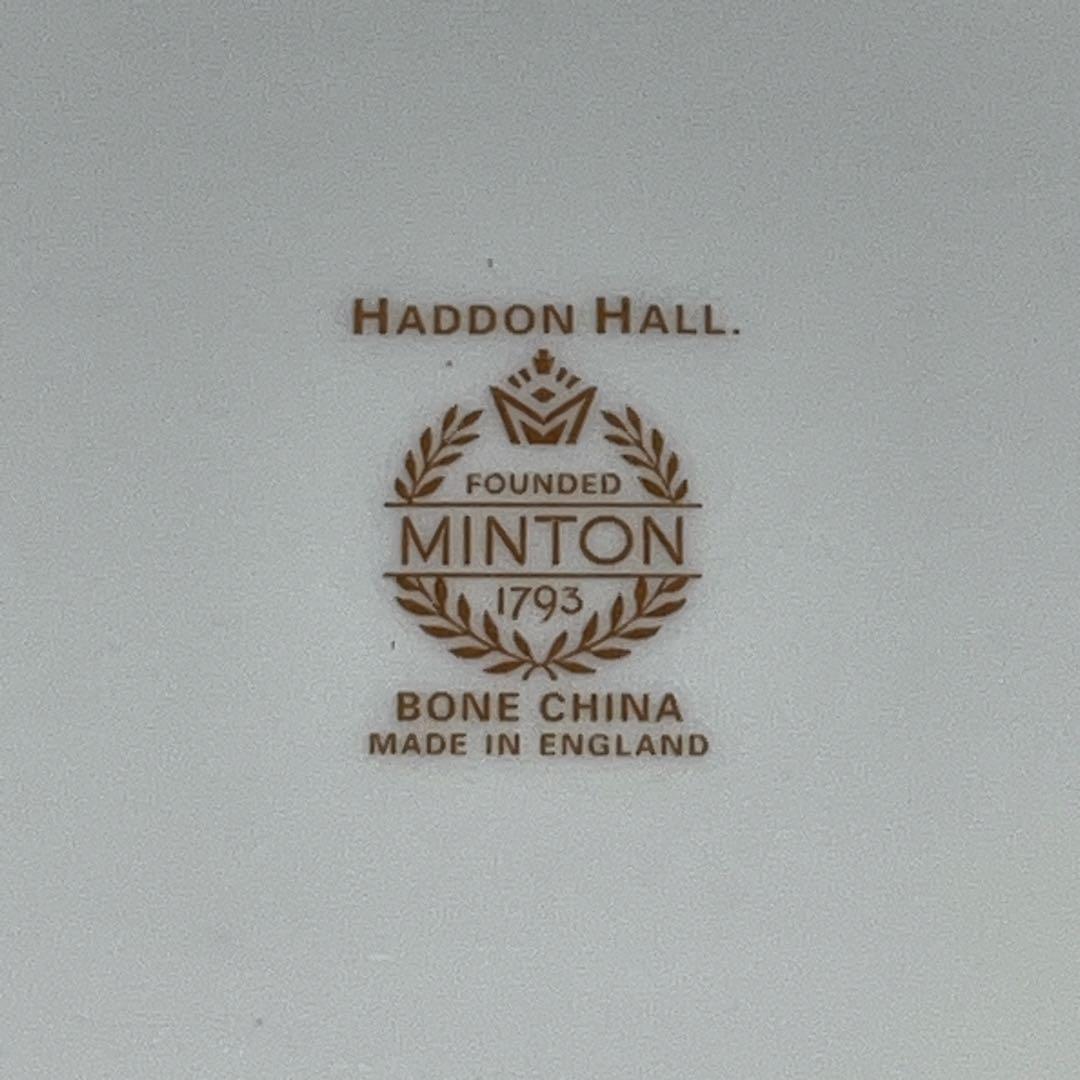 HADDON HALL.
FOUNDED
MINTON
1793
BONE CHINA
MADE IN ENGLAND